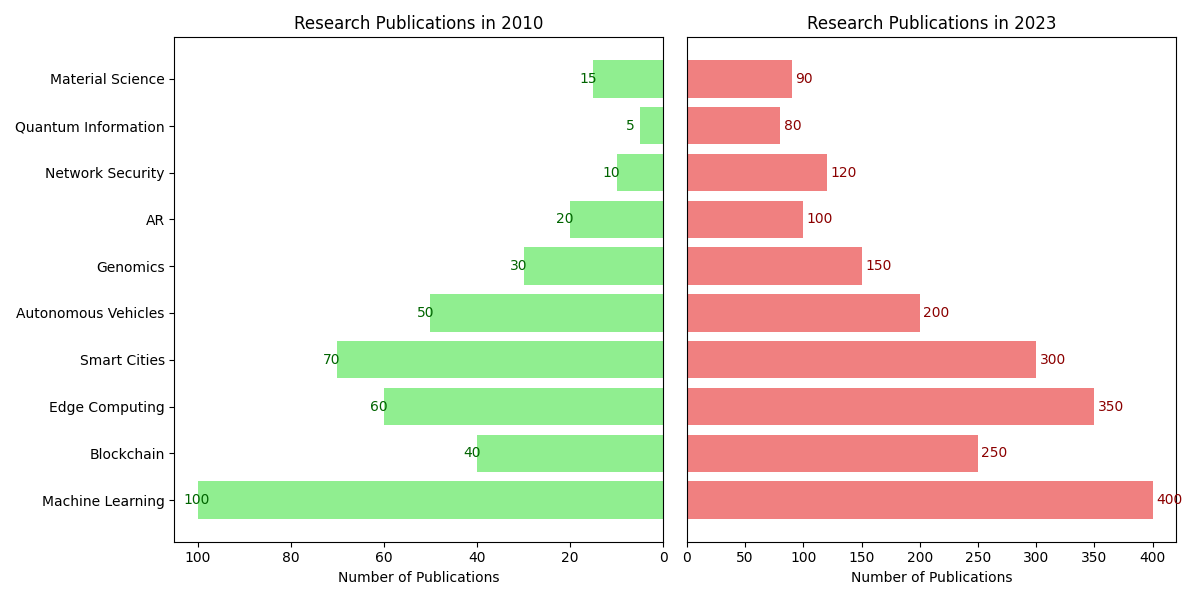 Research Publications in 2010
Research Publications in 2023
Material Science
15
90
Quantum Information
5
80
Network Security
10
120
AR
20
100
Genomics
30
150
Autonomous Vehicles
50
200
Smart Cities
70
300
Edge Computing
60
350
Blockchain
40
250
Machine Learning
100
400
100 80 60 40 20 0
0 50 100 150 200 250 300 350 400
Number of Publications
Number of Publications